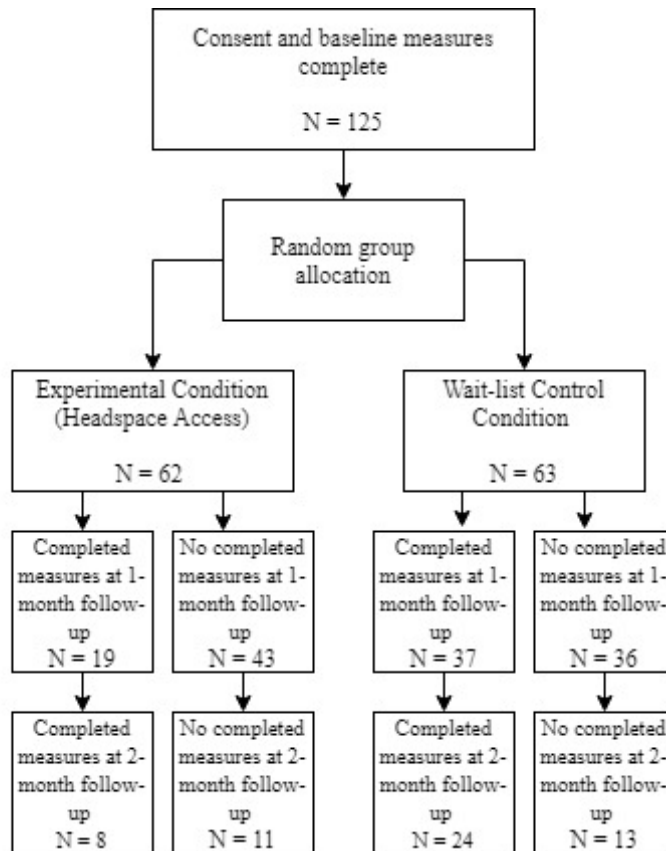 Consent and baseline measures
complete
N = 125
Random group
allocation
Experimental Condition
(Headspace Access)
N = 62
Wait-list Control
Condition
N = 63
Completed
measures at 1-
month follow-
up
N = 19
No completed
measures at 1-
month follow-
up
N = 43
Completed
measures at 1-
month follow-
up
N = 37
No completed
measures at 1-
month follow-
up
N = 36
Completed
measures at 2-
month follow-
up
N = 8
No completed
measures at 2-
month follow-
up
N = 11
Completed
measures at 2-
month follow-
up
N = 24
No completed
measures at 2-
month follow-
up
N = 13